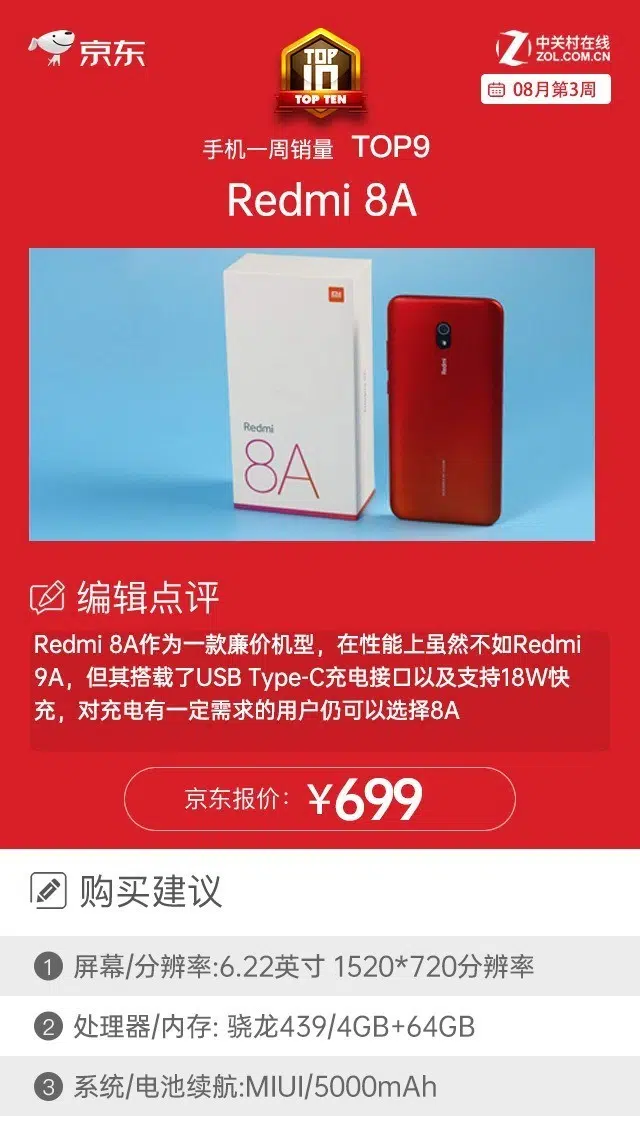 京东
TOP
10
TOP TEN
中关村在线
ZOL.COM.CN
08月第3周
手机一周销量 TOP9
Redmi 8A
Redmi
8A
Redmi
编辑点评
Redmi 8A作为一款廉价机型，在性能上虽然不如Redmi
9A，但其搭载了USB Type-C充电接口以及支持18W快
充，对充电有一定需求的用户仍可以选择8A
京东报价：¥699
购买建议
1 屏幕/分辨率:6.22英寸 1520*720分辨率
2 处理器/内存: 骁龙439/4GB+64GB
3 系统/电池续航:MIUI/5000mAh